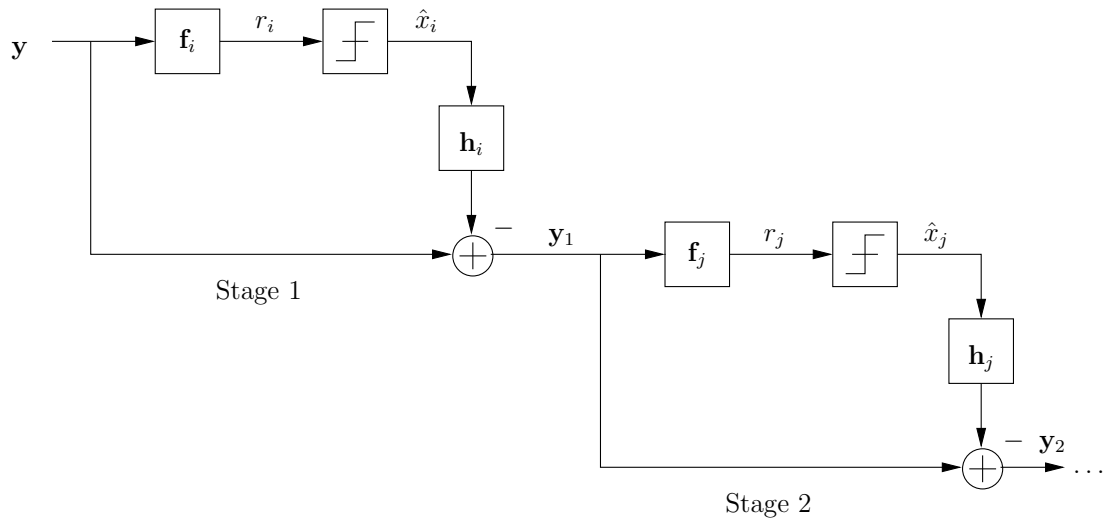 y
f_i
r_i
x̂_i
h_i
−
y_1
Stage 1
f_j
r_j
x̂_j
h_j
−
y_2
...
Stage 2